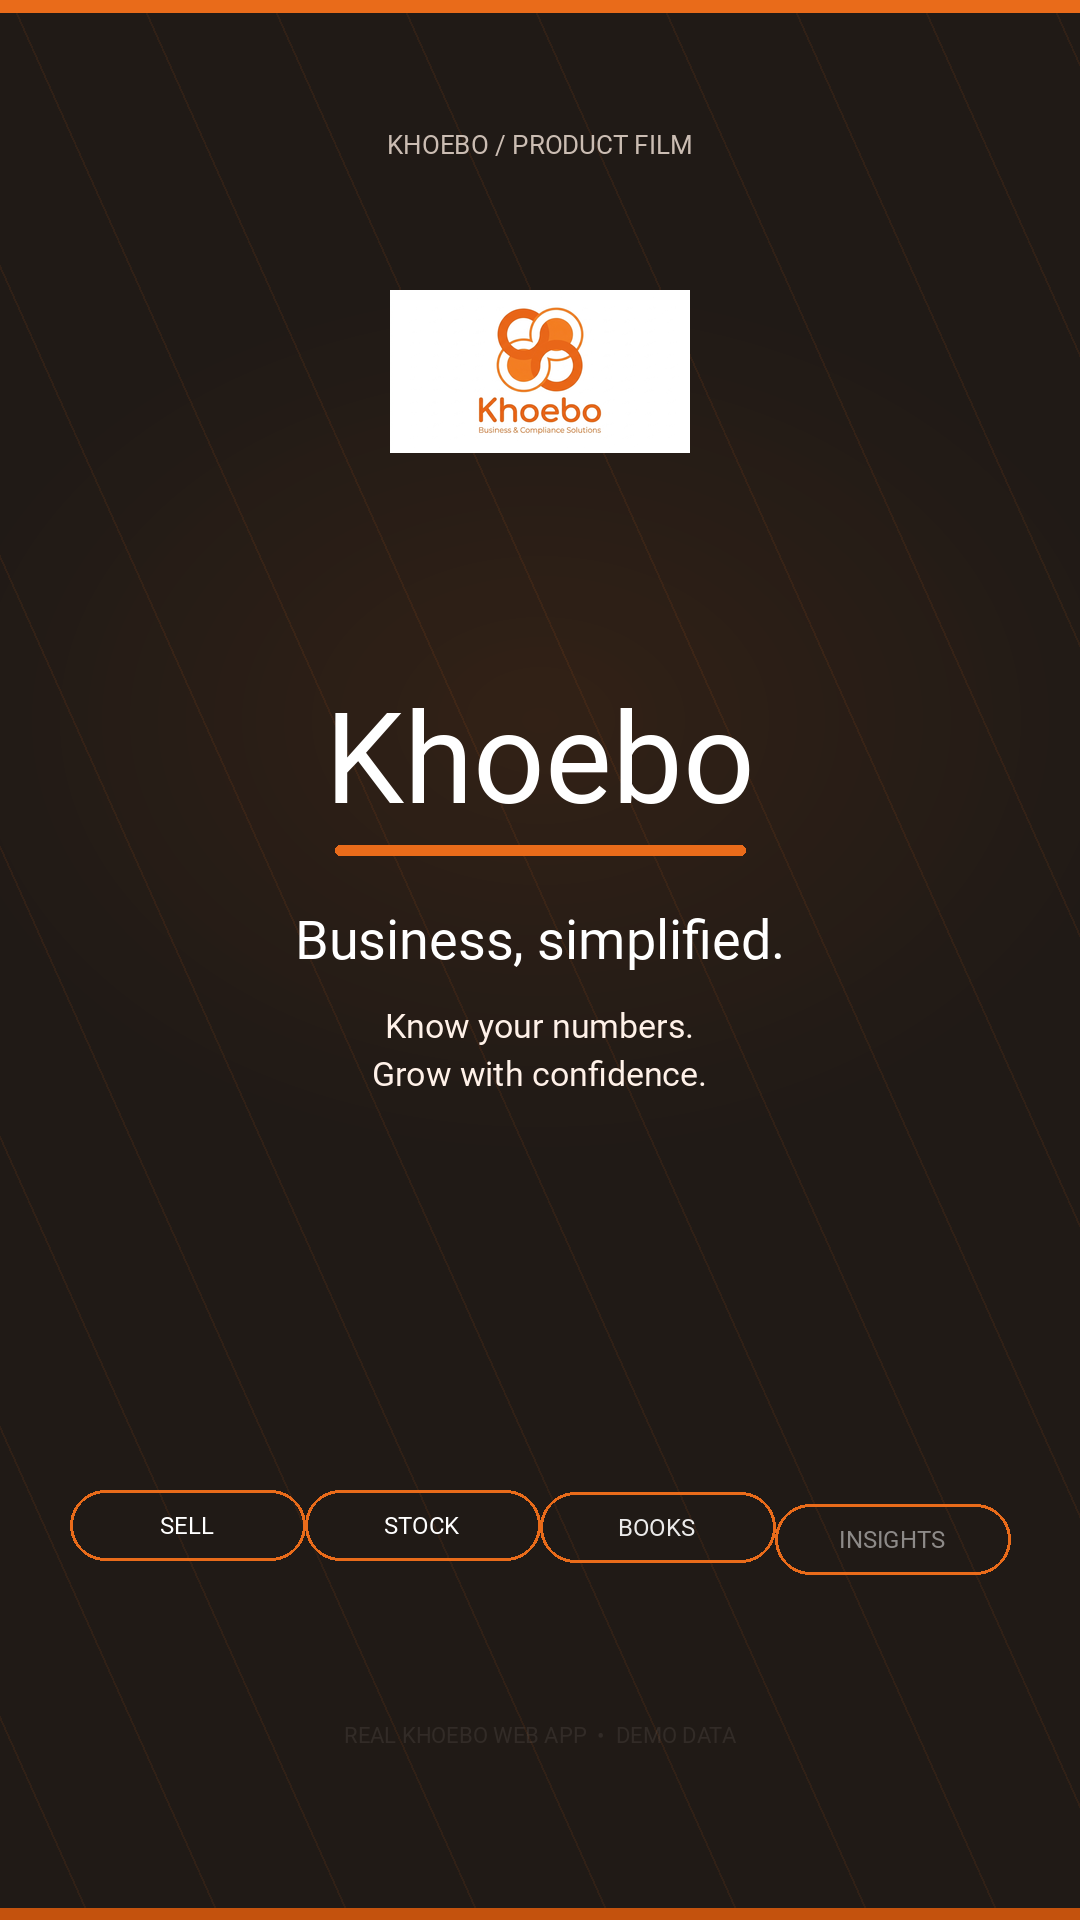 KHOEBO / PRODUCT FILM
Khoebo
Business & Compliance Solutions
Khoebo
Business, simplified.
Know your numbers.
Grow with confidence.
SELL
STOCK
BOOKS
INSIGHTS
REAL KHOEBO WEB APP • DEMO DATA